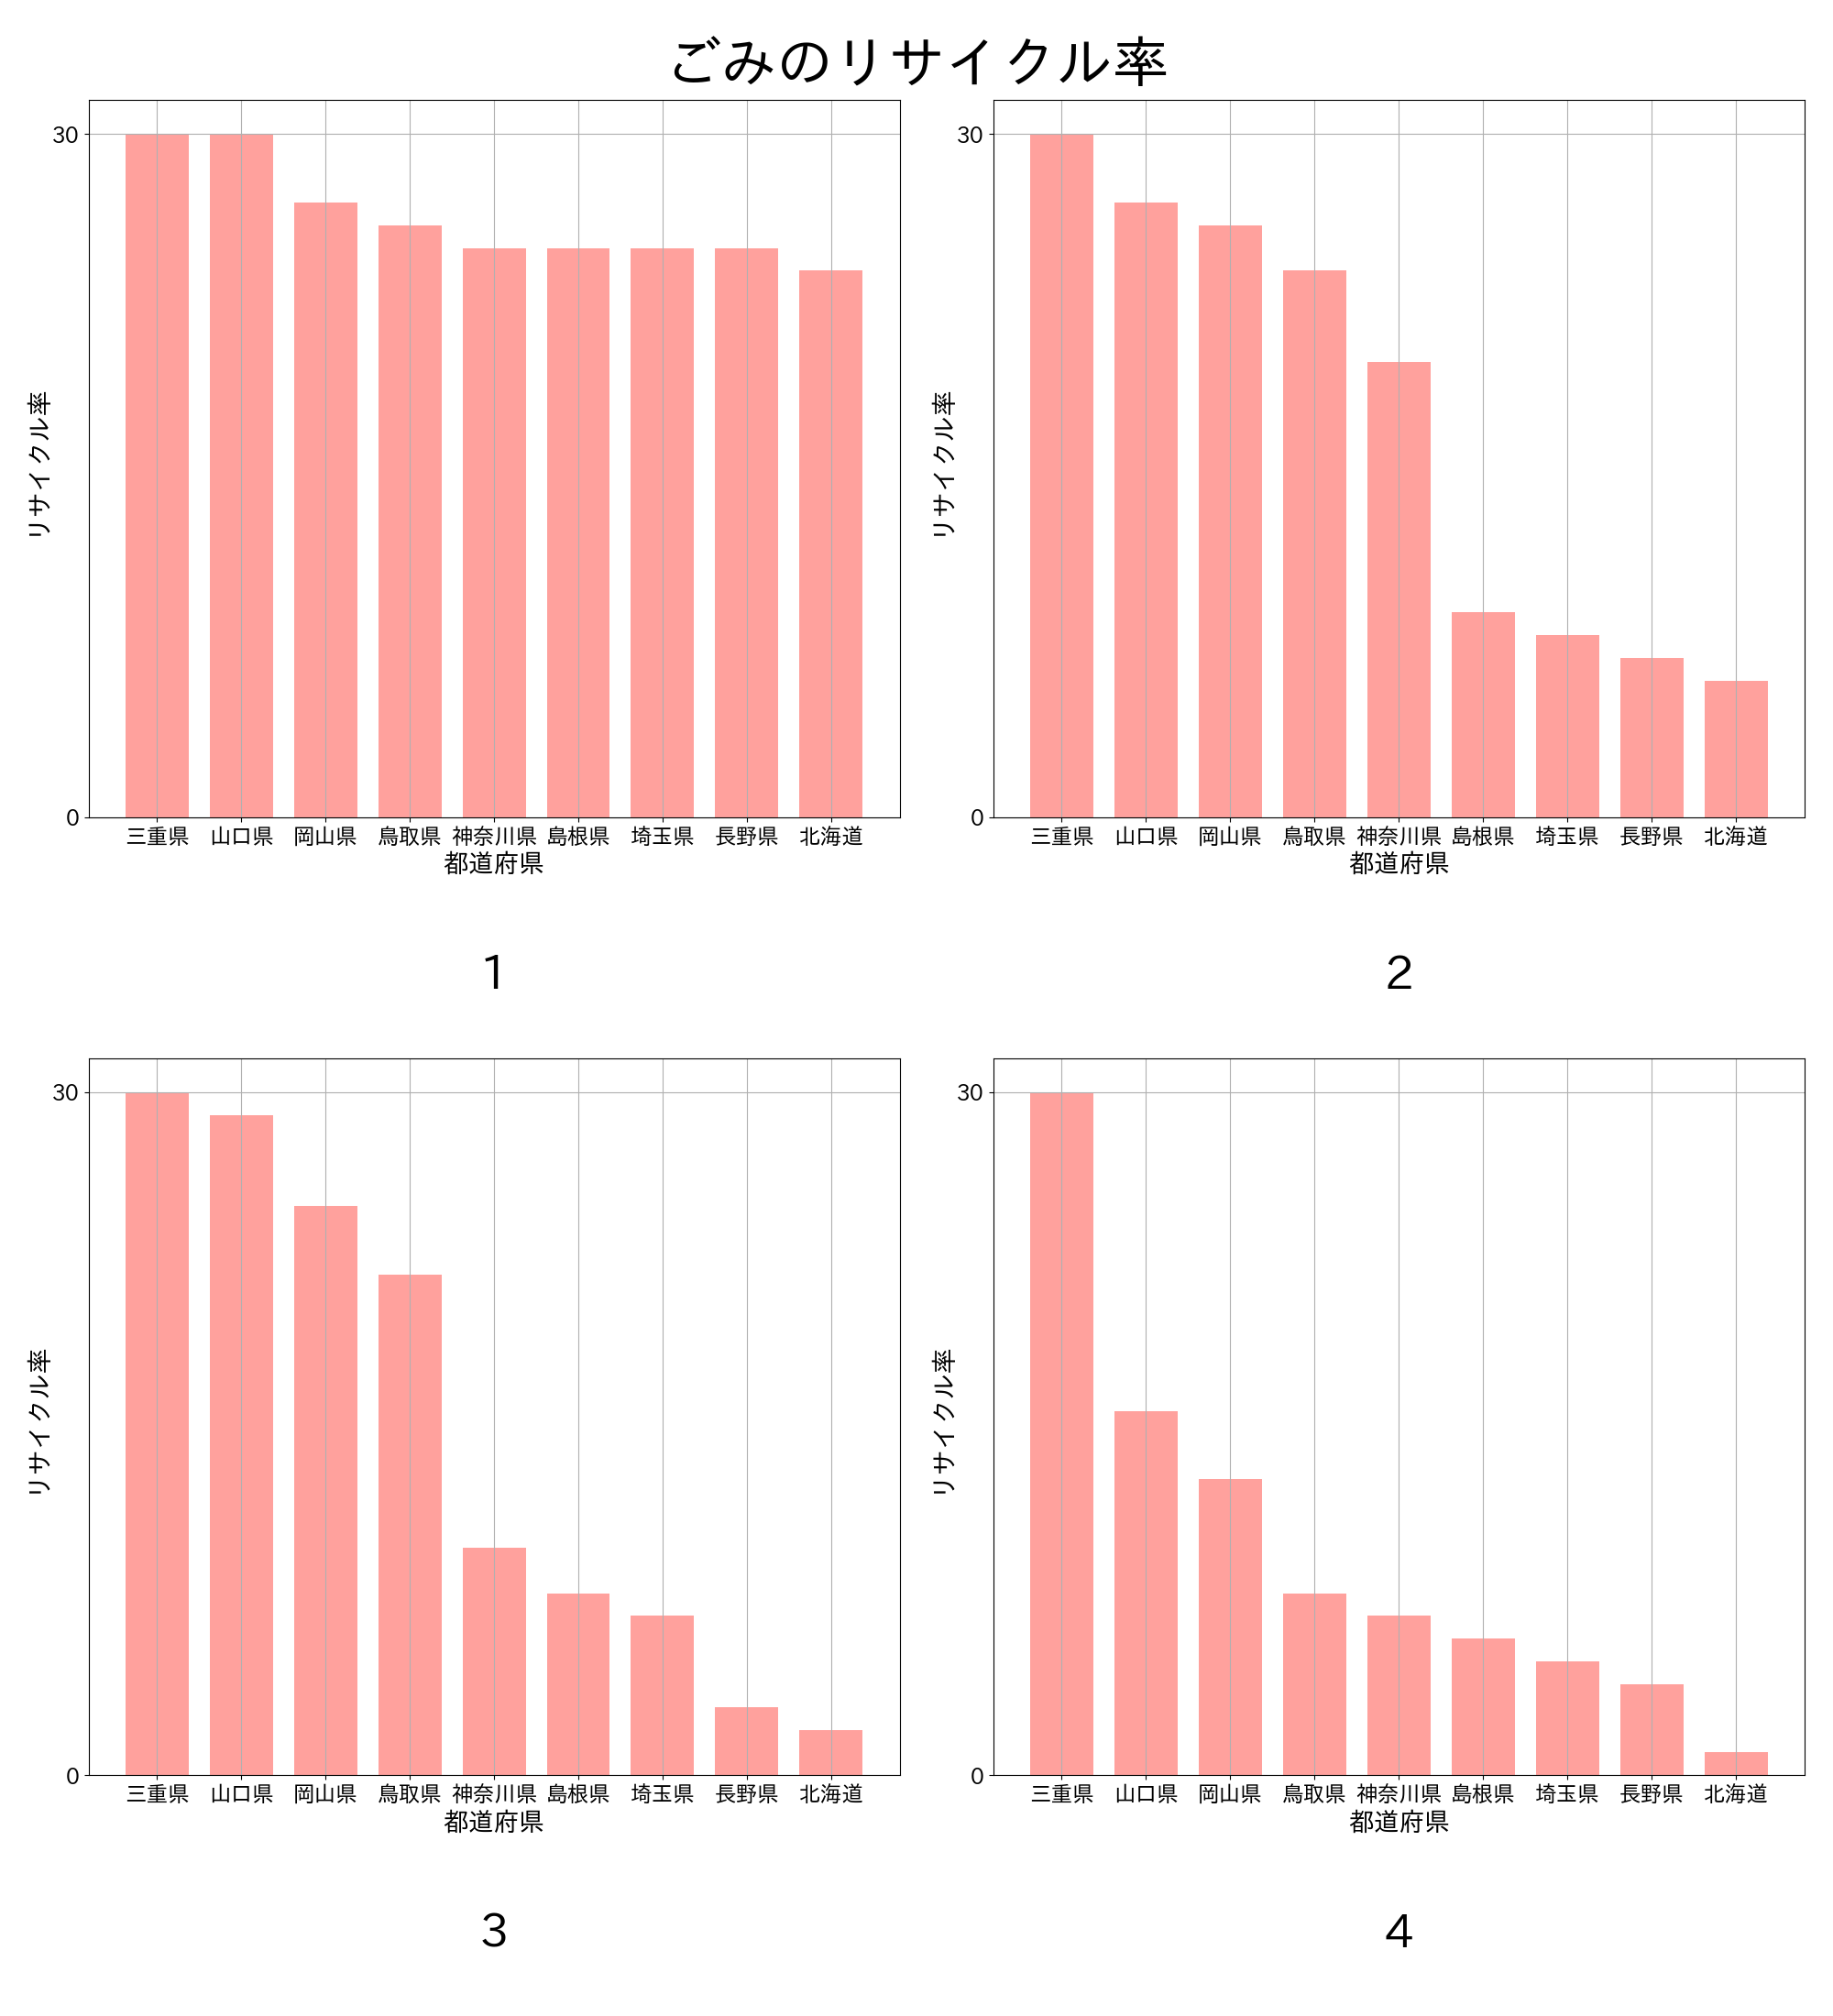 ごみのリサイクル率
30
0
リサイクル率
三重県 山口県 岡山県 鳥取県 神奈川県 島根県 埼玉県 長野県 北海道
都道府県
1
30
0
リサイクル率
三重県 山口県 岡山県 鳥取県 神奈川県 島根県 埼玉県 長野県 北海道
都道府県
2
30
0
リサイクル率
三重県 山口県 岡山県 鳥取県 神奈川県 島根県 埼玉県 長野県 北海道
都道府県
3
30
0
リサイクル率
三重県 山口県 岡山県 鳥取県 神奈川県 島根県 埼玉県 長野県 北海道
都道府県
4